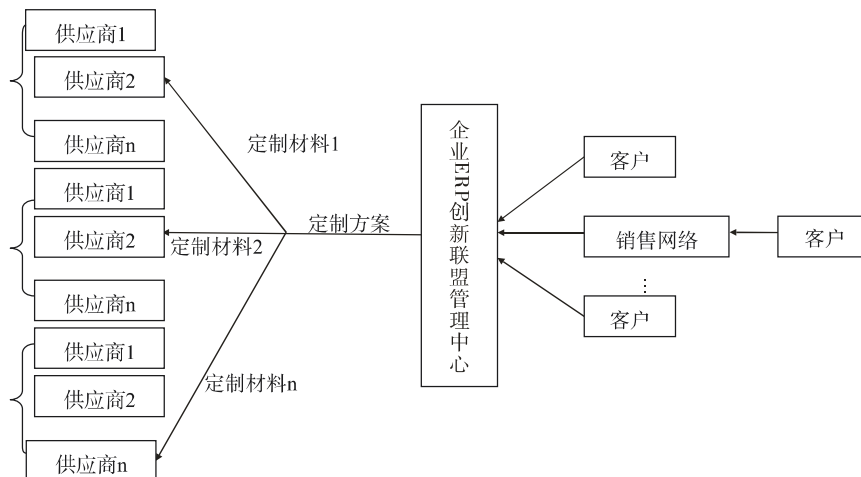 供应商1
供应商2
供应商n
供应商1
供应商2
供应商n
供应商1
供应商2
供应商n
定制材料1
定制材料2
定制材料n
定制方案
企业ERP创新联盟管理中心
客户
销售网络
客户
⋮
客户